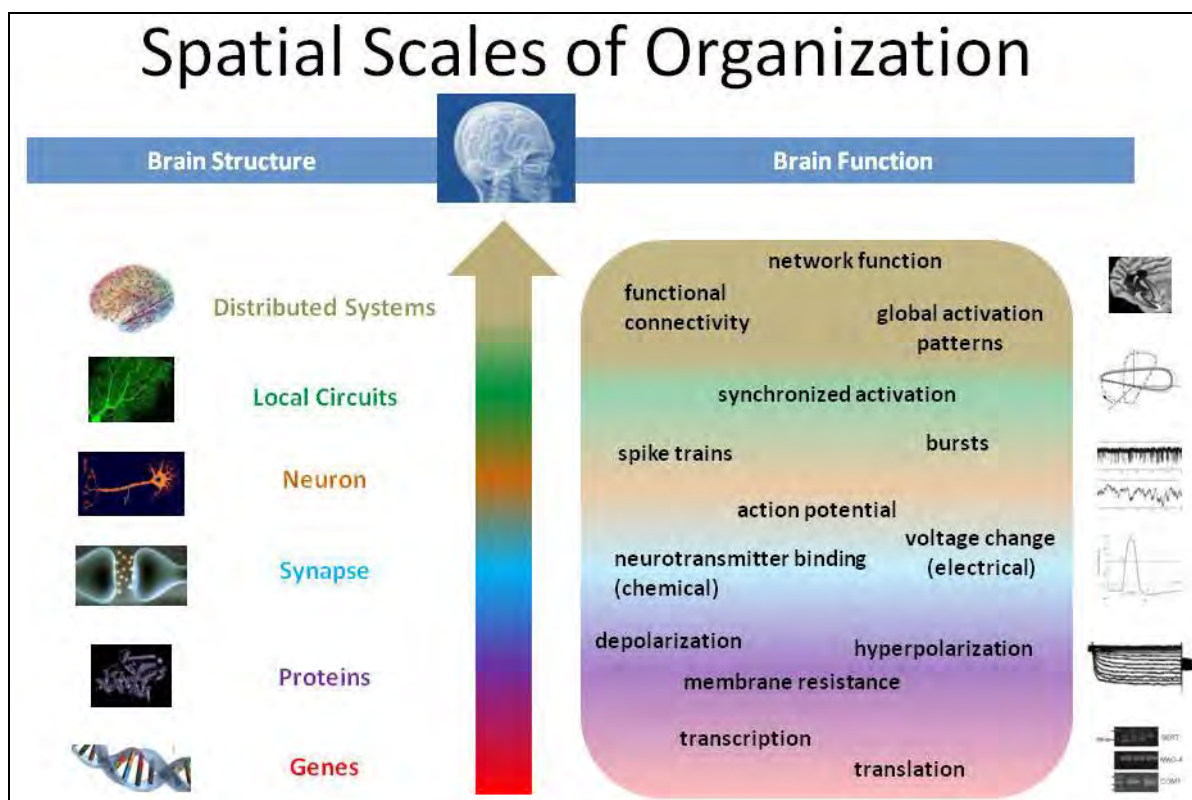 Spatial Scales of Organization
Brain Structure
Brain Function
Distributed Systems
Local Circuits
Neuron
Synapse
Proteins
Genes
network function
functional
connectivity
global activation
patterns
synchronized activation
spike trains
bursts
action potential
neurotransmitter binding
(chemical)
voltage change
(electrical)
depolarization
hyperpolarization
membrane resistance
transcription
translation
COMT